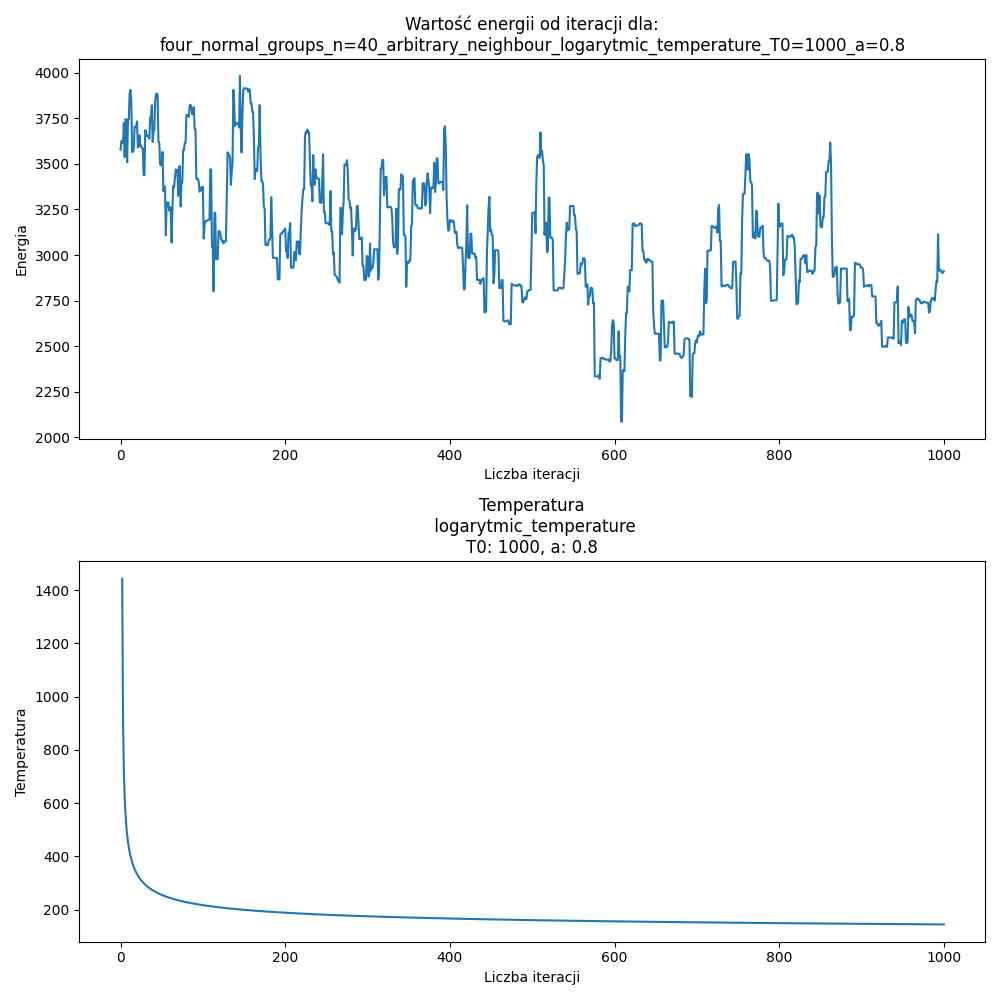 Wartość energii od iteracji dla:
four_normal_groups_n=40_arbitrary_neighbour_logarytmic_temperature_T0=1000_a=0.8
4000
3750
3500
3250
3000
2750
2500
2250
2000
Energia
0 200 400 600 800 1000
Liczba iteracji
Temperatura
logarytmic_temperature
T0: 1000, a: 0.8
1400
1200
1000
800
600
400
200
Temperatura
0 200 400 600 800 1000
Liczba iteracji